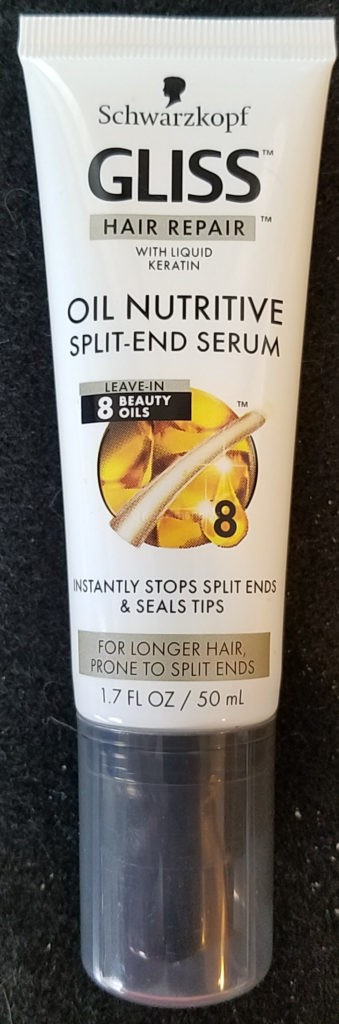 Schwarzkopf
GLISS™
HAIR REPAIR™
WITH LIQUID
KERATIN
OIL NUTRITIVE
SPLIT-END SERUM
LEAVE-IN
8 BEAUTY
OILS
™
8
INSTANTLY STOPS SPLIT ENDS
& SEALS TIPS
FOR LONGER HAIR,
PRONE TO SPLIT ENDS
1.7 FL OZ / 50 mL